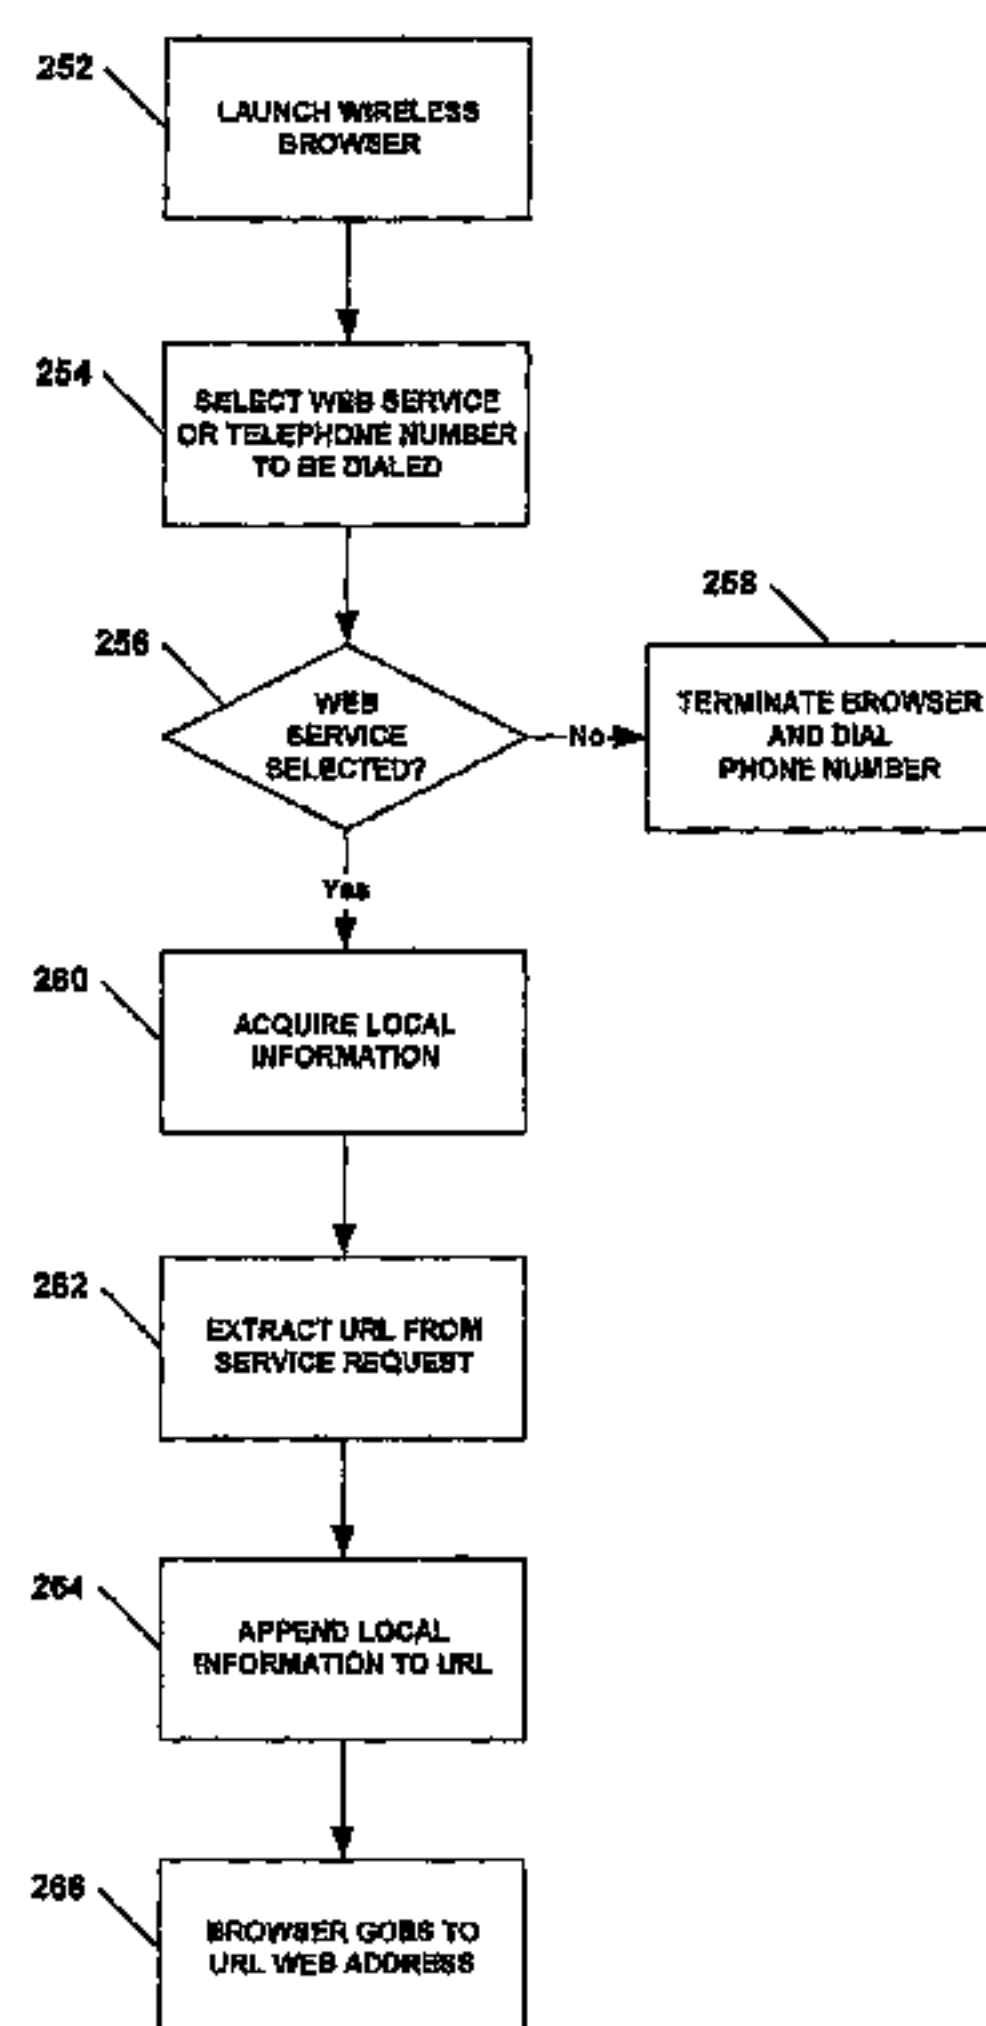 252
LAUNCH WIRELESS
BROWSER
254
SELECT WEB SERVICE
OR TELEPHONE NUMBER
TO BE DIALED
256
WEB
SERVICE
SELECTED?
No
258
TERMINATE BROWSER
AND DIAL
PHONE NUMBER
Yes
260
ACQUIRE LOCAL
INFORMATION
262
EXTRACT URL FROM
SERVICE REQUEST
264
APPEND LOCAL
INFORMATION TO URL
266
BROWSER GOES TO
URL WEB ADDRESS